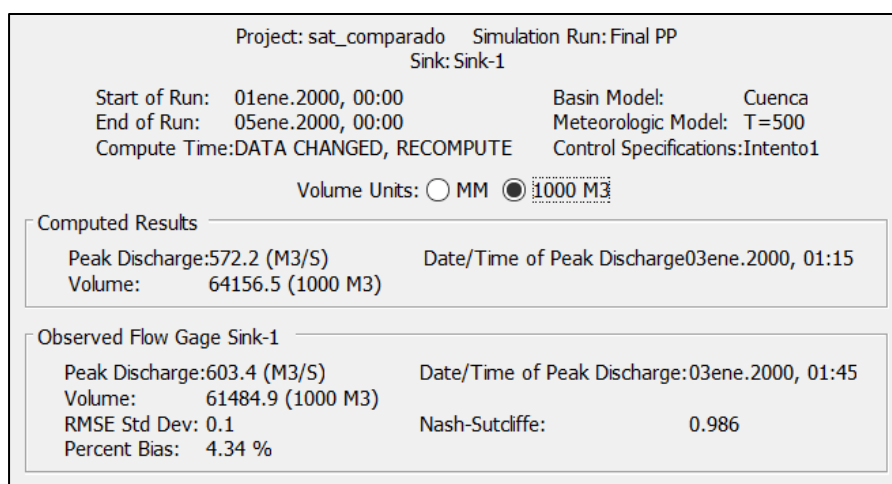 Project: sat_comparado Simulation Run: Final PP
Sink: Sink-1
Start of Run: 01ene.2000, 00:00 Basin Model: Cuenca
End of Run: 05ene.2000, 00:00 Meteorologic Model: T=500
Compute Time:DATA CHANGED, RECOMPUTE Control Specifications:Intento1
Volume Units: MM 1000 M3
Computed Results
Peak Discharge:572.2 (M3/S) Date/Time of Peak Discharge03ene.2000, 01:15
Volume: 64156.5 (1000 M3)
Observed Flow Gage Sink-1
Peak Discharge:603.4 (M3/S) Date/Time of Peak Discharge:03ene.2000, 01:45
Volume: 61484.9 (1000 M3)
RMSE Std Dev: 0.1 Nash-Sutcliffe: 0.986
Percent Bias: 4.34 %